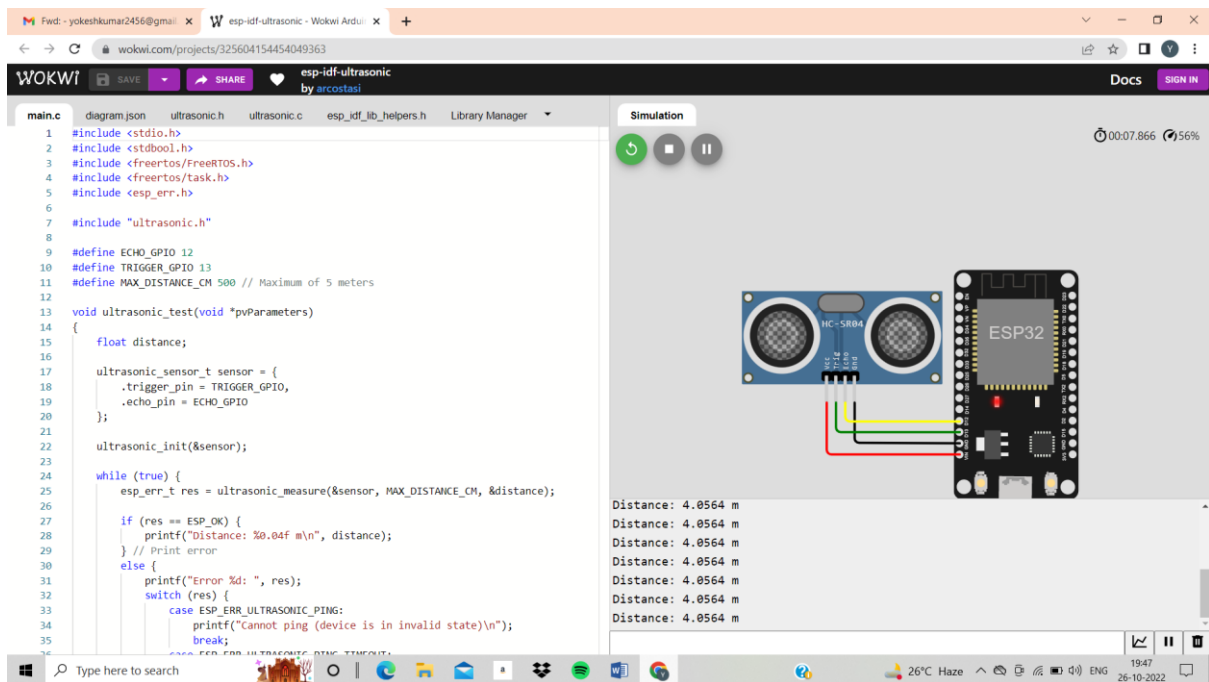 Fwd: - yokeshkumar2456@gmail
esp-idf-ultrasonic - Wokwi Ardui
wokwi.com/projects/325604154454049363
Y
WOKWI
SAVE
SHARE
esp-idf-ultrasonic
by arcostasi
Docs
SIGN IN
main.c diagram.json ultrasonic.h ultrasonic.c esp_idf_lib_helpers.h Library Manager
1 #include <stdio.h>
2 #include <stdbool.h>
3 #include <freertos/FreeRTOS.h>
4 #include <freertos/task.h>
5 #include <esp_err.h>
6
7 #include "ultrasonic.h"
8
9 #define ECHO_GPIO 12
10 #define TRIGGER_GPIO 13
11 #define MAX_DISTANCE_CM 500 // Maximum of 5 meters
12
13 void ultrasonic_test(void *pvParameters)
14 {
15 float distance;
16
17 ultrasonic_sensor_t sensor = {
18 .trigger_pin = TRIGGER_GPIO,
19 .echo_pin = ECHO_GPIO
20 };
21
22 ultrasonic_init(&sensor);
23
24 while (true) {
25 esp_err_t res = ultrasonic_measure(&sensor, MAX_DISTANCE_CM, &distance);
26
27 if (res == ESP_OK) {
28 printf("Distance: %0.04f m\n", distance);
29 } // Print error
30 else {
31 printf("Error %d: ", res);
32 switch (res) {
33 case ESP_ERR_ULTRASONIC_PING:
34 printf("Cannot ping (device is in invalid state)\n");
35 break;
36 case ESP_ERR_ULTRASONIC_PING_TIMEOUT:
Simulation
00:07.866 56%
HC-SR04
Vcc
Trig
Echo
Gnd
ESP32
Distance: 4.0564 m
Distance: 4.0564 m
Distance: 4.0564 m
Distance: 4.0564 m
Distance: 4.0564 m
Distance: 4.0564 m
Distance: 4.0564 m
Type here to search
26°C Haze
ENG
19:47
26-10-2022